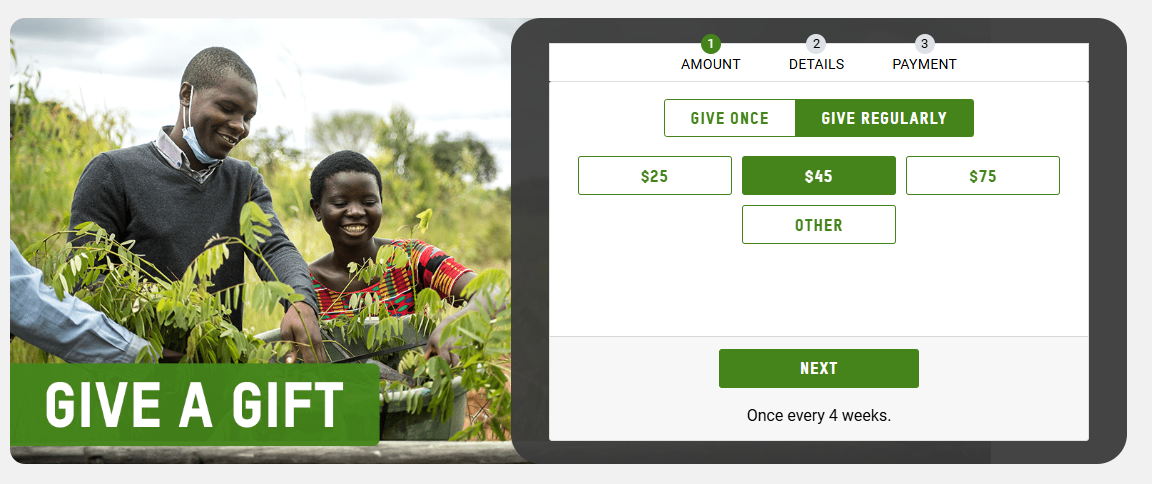 GIVE A GIFT
1 2 3
AMOUNT DETAILS PAYMENT
GIVE ONCE GIVE REGULARLY
$25 $45 $75
OTHER
NEXT
Once every 4 weeks.